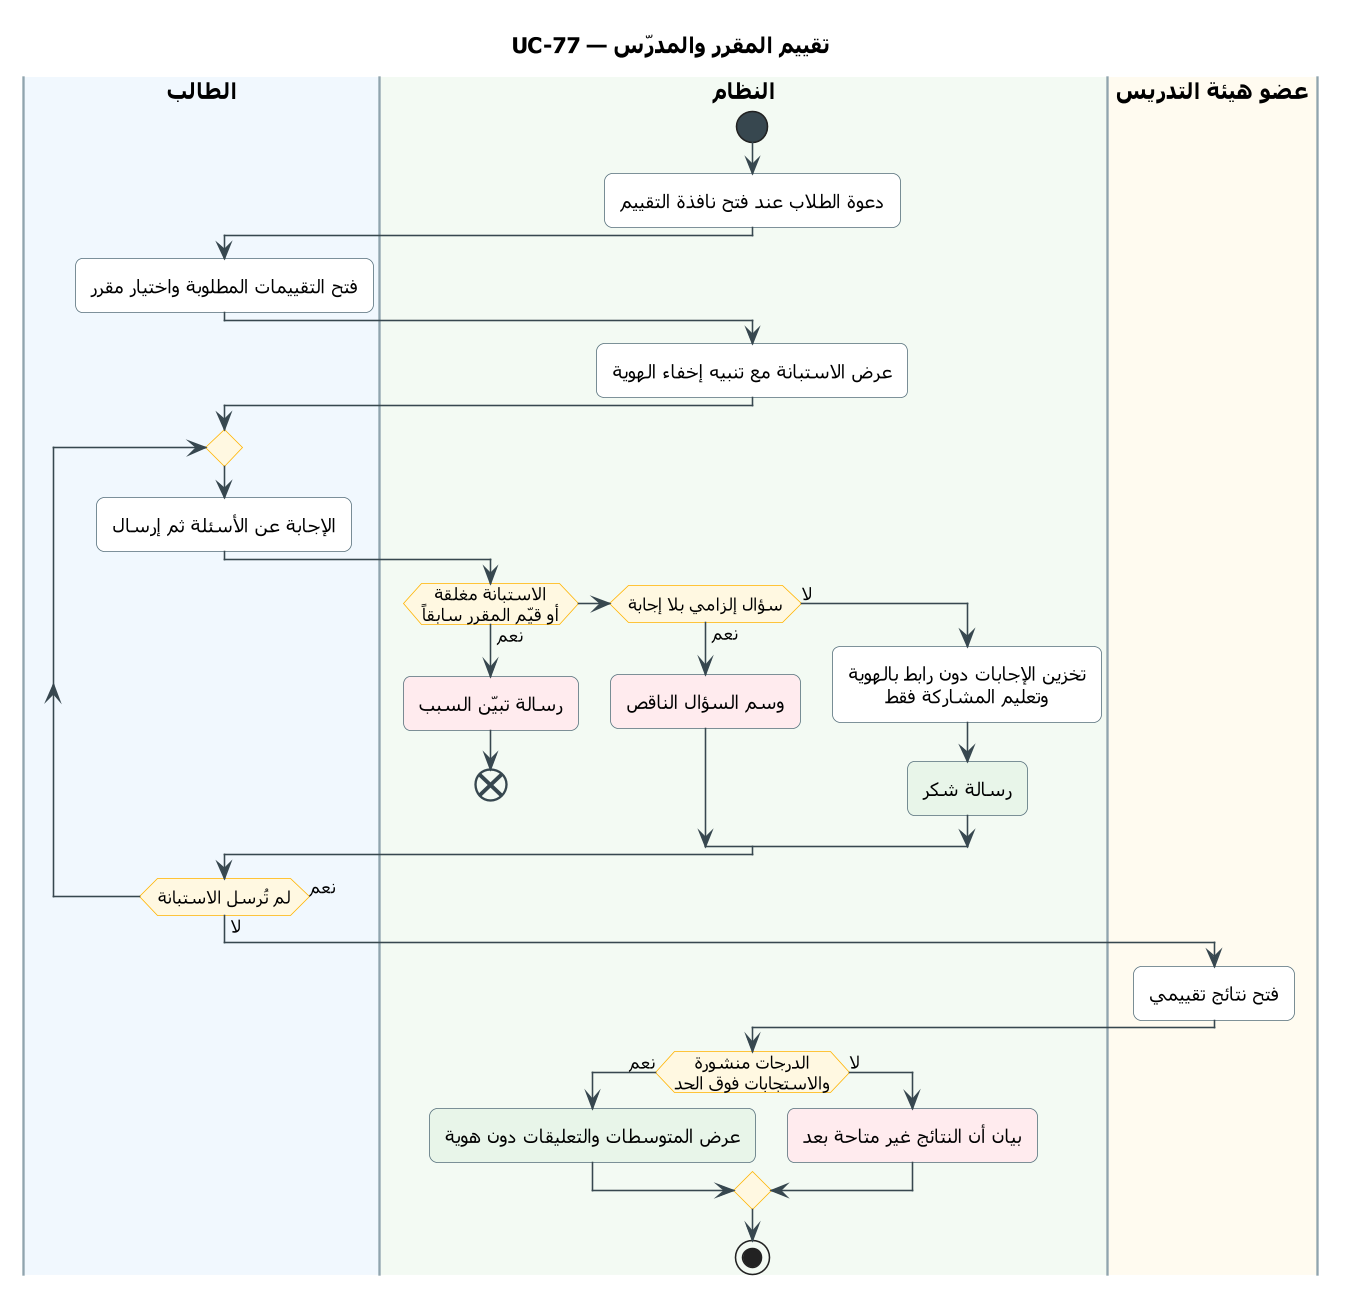 UC-77 — تقييم المقرر والمدرّس
الطالب
النظام
عضو هيئة التدريس
دعوة الطلاب عند فتح نافذة التقييم
فتح التقييمات المطلوبة واختيار مقرر
عرض الاستبانة مع تنبيه إخفاء الهوية
الإجابة عن الأسئلة ثم إرسال
الاستبانة مغلقة
أو قيّم المقرر سابقاً
نعم
سؤال إلزامي بلا إجابة
نعم
لا
رسالة تبيّن السبب
وسم السؤال الناقص
تخزين الإجابات دون رابط بالهوية
وتعليم المشاركة فقط
رسالة شكر
لم تُرسل الاستبانة
نعم
لا
فتح نتائج تقييمي
الدرجات منشورة
والاستجابات فوق الحد
نعم
لا
عرض المتوسطات والتعليقات دون هوية
بيان أن النتائج غير متاحة بعد